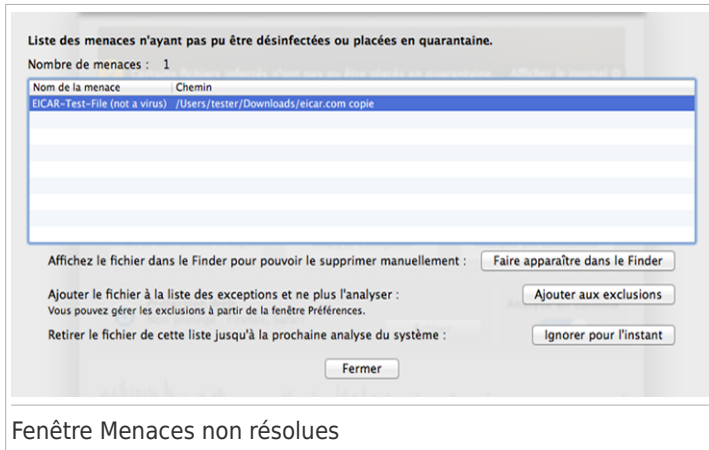 Liste des menaces n'ayant pas pu être désinfectées ou placées en quarantaine.
Nombre de menaces : 1
Nom de la menace Chemin
EICAR-Test-File (not a virus) /Users/tester/Downloads/eicar.com copie
Affichez le fichier dans le Finder pour pouvoir le supprimer manuellement : Faire apparaître dans le Finder
Ajouter le fichier à la liste des exceptions et ne plus l'analyser : Ajouter aux exclusions
Vous pouvez gérer les exclusions à partir de la fenêtre Préférences.
Retirer le fichier de cette liste jusqu'à la prochaine analyse du système : Ignorer pour l'instant
Fermer
Fenêtre Menaces non résolues